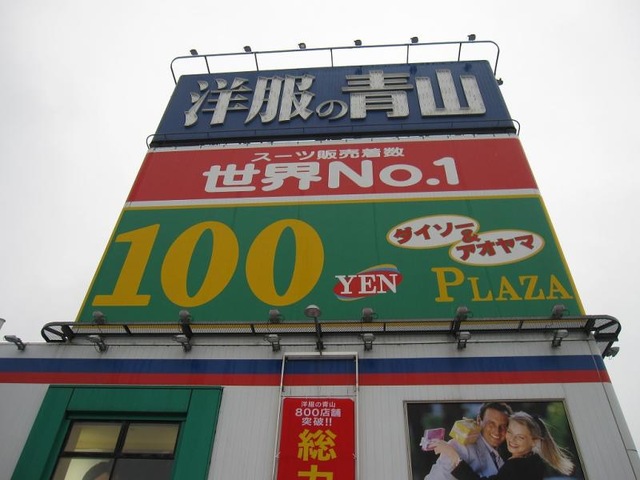 洋服の青山
スーツ販売着数
世界No.1
100 YEN
ダイソー&
アオヤマ
PLAZA
洋服の青山
800店舗
突破!!
総力